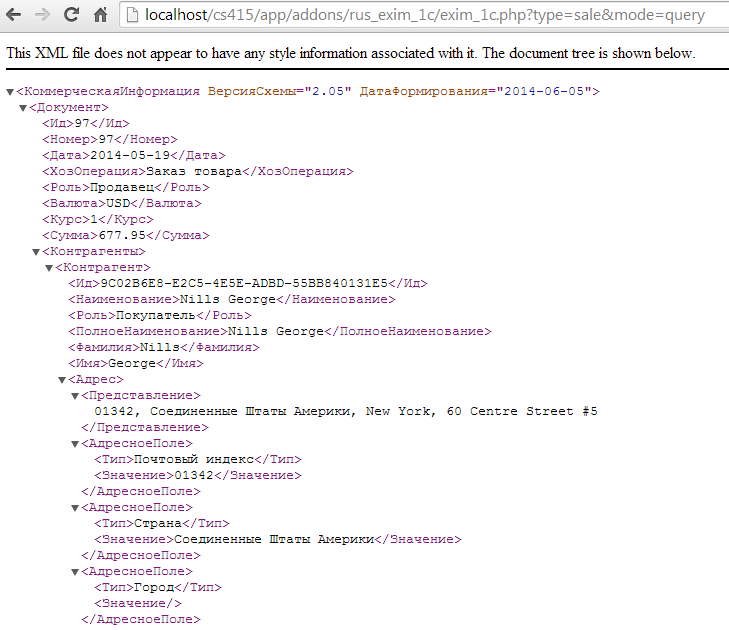 localhost/cs415/app/addons/rus_exim_1c/exim_1c.php?type=sale&mode=query
This XML file does not appear to have any style information associated with it. The document tree is shown below.
▼<КоммерческаяИнформация ВерсияСхемы="2.05" ДатаФормирования="2014-06-05">
▼<Документ>
<Ид>97</Ид>
<Номер>97</Номер>
<Дата>2014-05-19</Дата>
<ХозОперация>Заказ товара</ХозОперация>
<Роль>Продавец</Роль>
<Валюта>USD</Валюта>
<Курс>1</Курс>
<Сумма>677.95</Сумма>
▼<Контрагенты>
▼<Контрагент>
<Ид>9C02B6E8-E2C5-4E5E-ADBD-55BB840131E5</Ид>
<Наименование>Nills George</Наименование>
<Роль>Покупатель</Роль>
<ПолноеНаименование>Nills George</ПолноеНаименование>
<Фамилия>Nills</Фамилия>
<Имя>George</Имя>
▼<Адрес>
▼<Представление>
01342, Соединенные Штаты Америки, New York, 60 Centre Street #5
</Представление>
▼<АдресноеПоле>
<Тип>Почтовый индекс</Тип>
<Значение>01342</Значение>
</АдресноеПоле>
▼<АдресноеПоле>
<Тип>Страна</Тип>
<Значение>Соединенные Штаты Америки</Значение>
</АдресноеПоле>
▼<АдресноеПоле>
<Тип>Город</Тип>
<Значение/>
</АдресноеПоле>